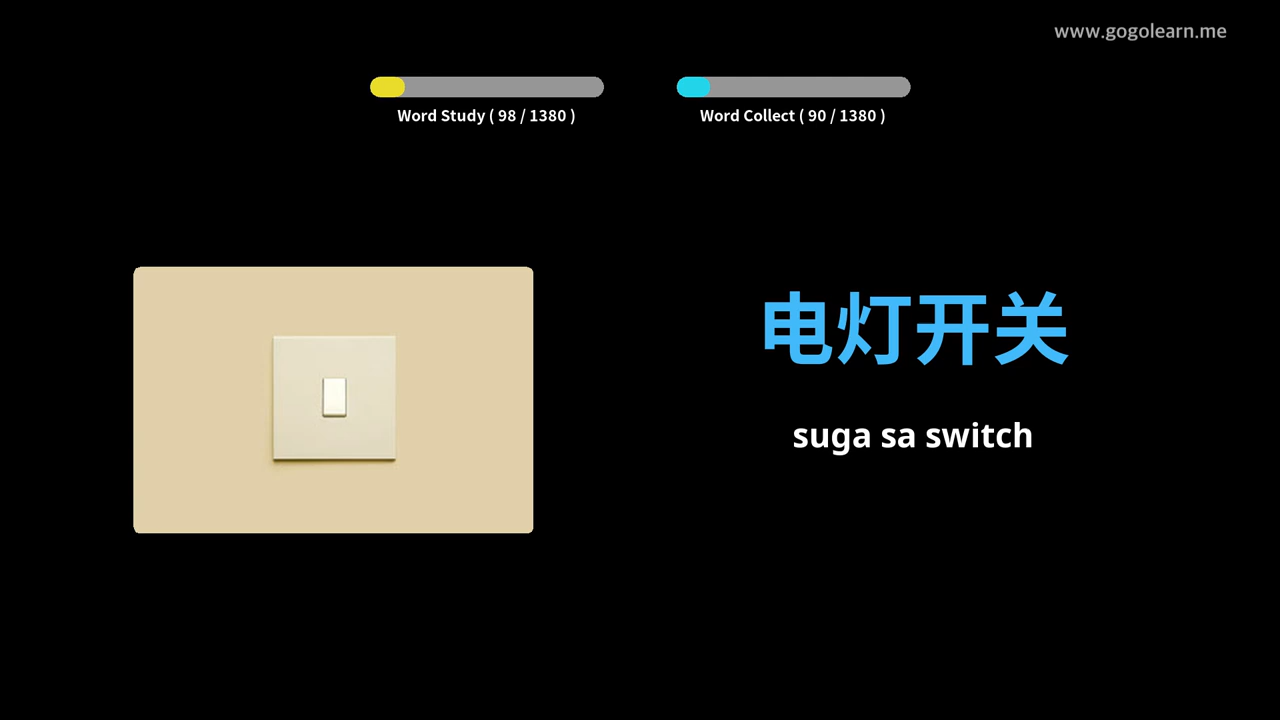 www.gogolearn.me
Word Study ( 98 / 1380 )
Word Collect ( 90 / 1380 )
电灯开关
suga sa switch